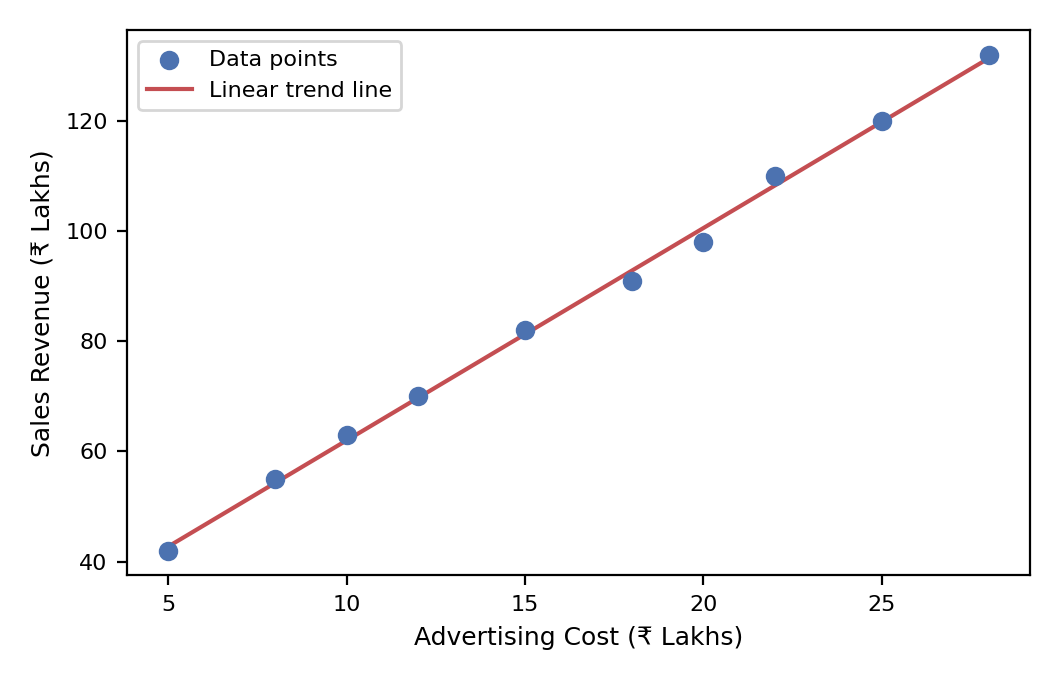 Data points
Linear trend line
120
100
80
60
40
Sales Revenue (₹ Lakhs)
5 10 15 20 25
Advertising Cost (₹ Lakhs)